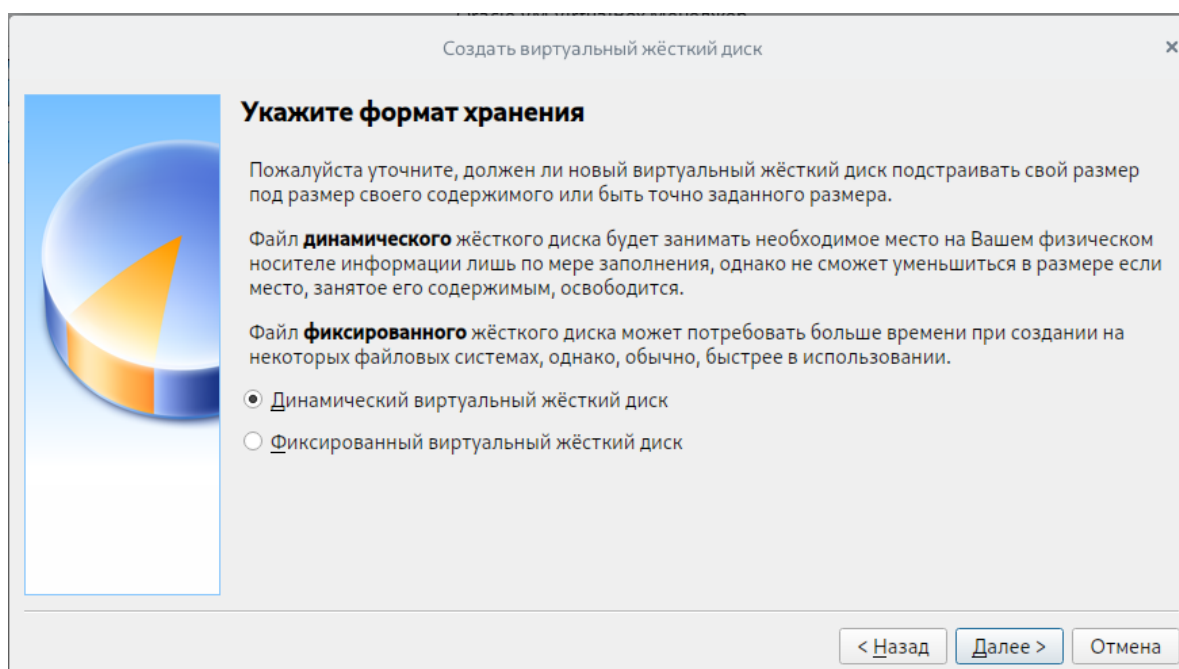 Создать виртуальный жёсткий диск
Укажите формат хранения
Пожалуйста уточните, должен ли новый виртуальный жёсткий диск подстраивать свой размер
под размер своего содержимого или быть точно заданного размера.
Файл динамического жёсткого диска будет занимать необходимое место на Вашем физическом
носителе информации лишь по мере заполнения, однако не сможет уменьшиться в размере если
место, занятое его содержимым, освободится.
Файл фиксированного жёсткого диска может потребовать больше времени при создании на
некоторых файловых системах, однако, обычно, быстрее в использовании.
Динамический виртуальный жёсткий диск
Фиксированный виртуальный жёсткий диск
< Назад
Далее >
Отмена